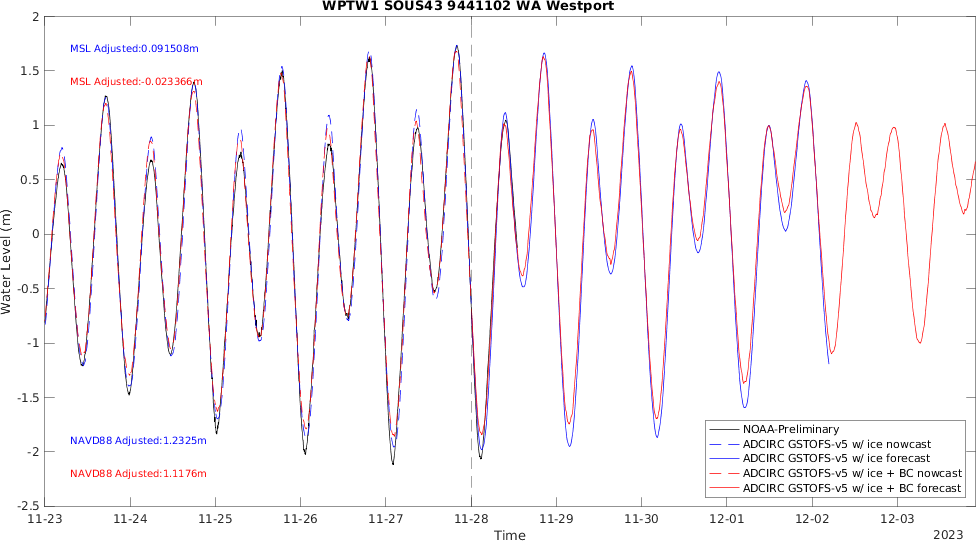 WPTW1 SOUS43 9441102 WA Westport
2
1.5
1
0.5
0
-0.5
-1
-1.5
-2
-2.5
Water Level (m)
MSL Adjusted:0.091508m
MSL Adjusted:-0.023366m
NAVD88 Adjusted:1.2325m
NAVD88 Adjusted:1.1176m
NOAA-Preliminary
ADCIRC GSTOFS-v5 w/ ice nowcast
ADCIRC GSTOFS-v5 w/ ice forecast
ADCIRC GSTOFS-v5 w/ ice + BC nowcast
ADCIRC GSTOFS-v5 w/ ice + BC forecast
11-23 11-24 11-25 11-26 11-27 11-28 11-29 11-30 12-01 12-02 12-03
Time
2023